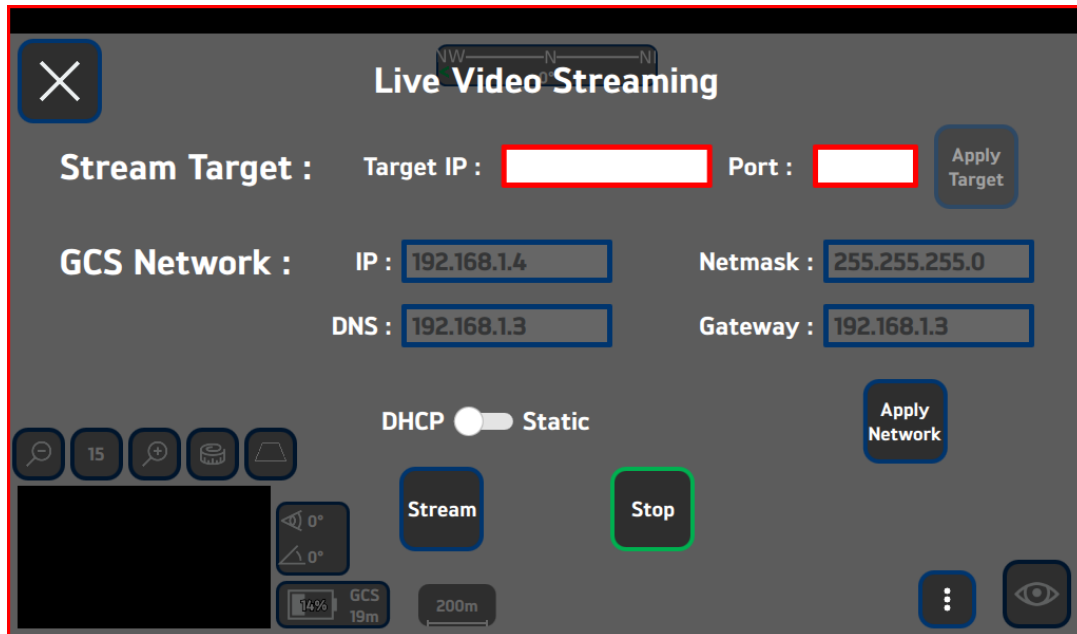 NW N N
0°
Live Video Streaming
Stream Target : Target IP : Port : Apply Target
GCS Network : IP : 192.168.1.4 Netmask : 255.255.255.0
DNS : 192.168.1.3 Gateway : 192.168.1.3
DHCP Static
Apply
Network
15
Stream Stop
0°
0°
14% GCS
19m
200m